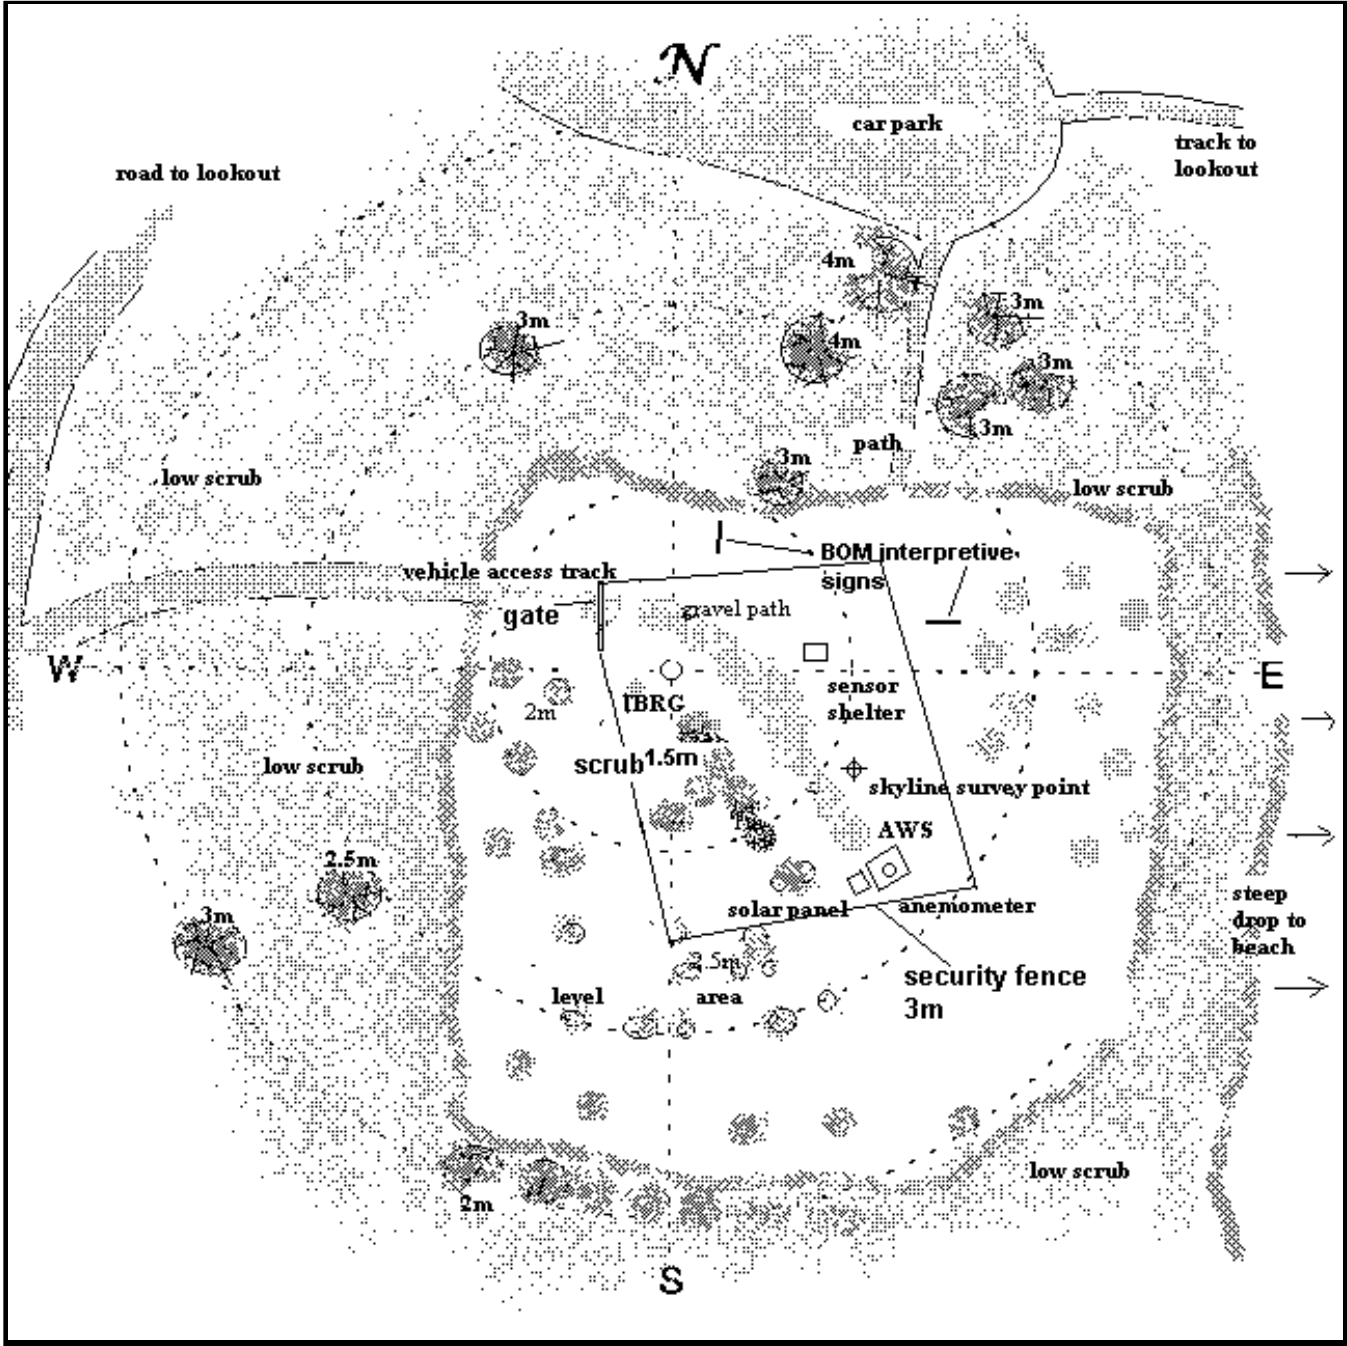 N
car park
track to
lookout
road to lookout
4m
3m
3m
4m
3m
3m
path
3m
low scrub
low scrub
BOM interpretive
signs
vehicle access track
gate
gravel path
W
E
sensor
shelter
IBRG
2m
scrub 1.5m
low scrub
skyline survey point
AWS
2.5m
steep
drop to
beach
solar panel
anemometer
3m
security fence
3m
level
area
low scrub
2m
S